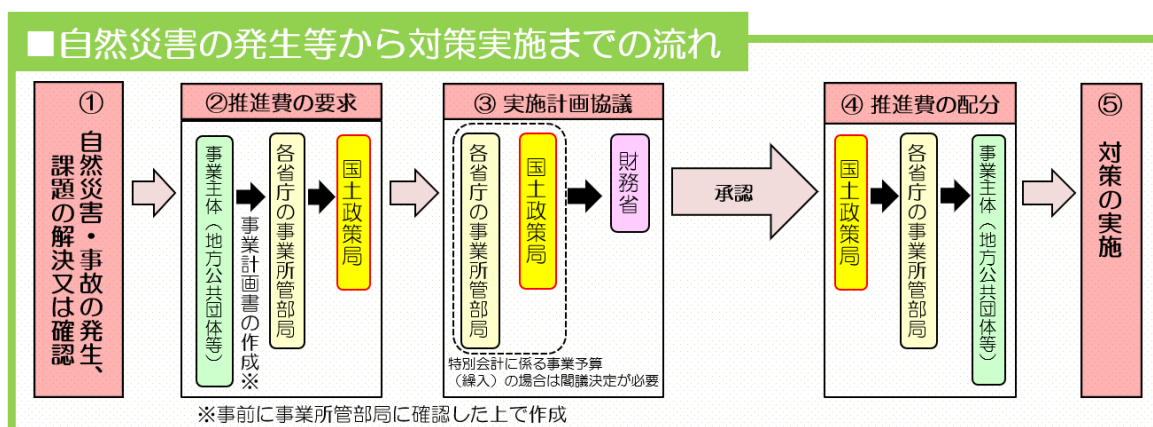 ■自然災害の発生等から対策実施までの流れ
①
自然災害・事故の発生、
課題の解決又は確認
②推進費の要求
事業主体（地方公共団体等）
事業計画書の作成※
各省庁の事業所管部局
国土政策局
③ 実施計画協議
各省庁の事業所管部局
国土政策局
財務省
特別会計に係る事業予算
（繰入）の場合は閣議決定が必要
承認
④ 推進費の配分
国土政策局
各省庁の事業所管部局
事業主体（地方公共団体等）
⑤
対策の実施
※事前に事業所管部局に確認した上で作成